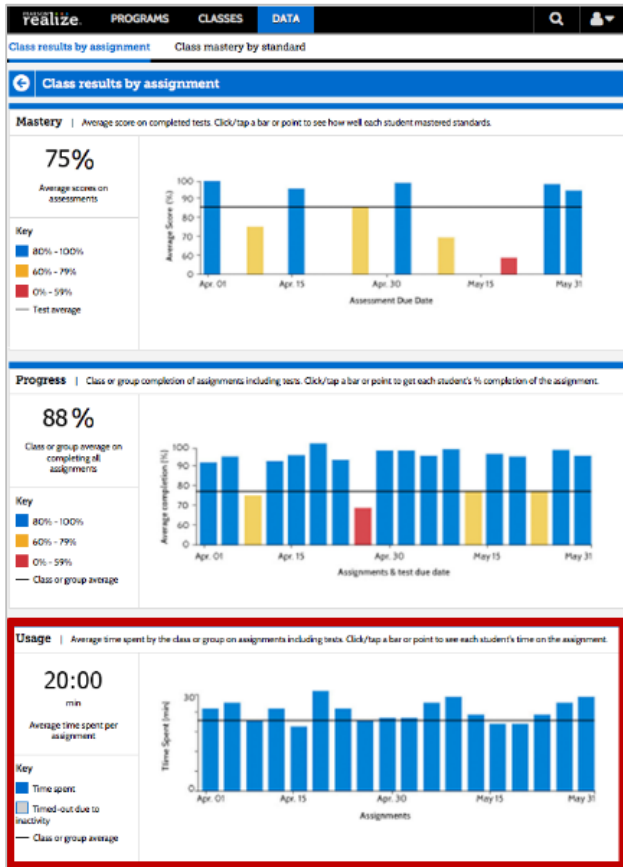 PEARSON
realize. PROGRAMS CLASSES DATA
Class results by assignment Class mastery by standard
Class results by assignment
Mastery | Average score on completed tests. Click/tap a bar or point to see how well each student mastered standards.
75%
Average scores on
assessments
Key
80% - 100%
60% - 79%
0% - 59%
Test average
Average Score (%)
100
90
80
70
60
0
Apr. 01 Apr. 15 Apr. 30 May 15 May 31
Assessment Due Date
Progress | Class or group completion of assignments including tests. Click/tap a bar or point to get each student's % completion of the assignment.
88%
Class or group average on
completing all
assignments
Key
80% - 100%
60% - 79%
0% - 59%
Class or group average
Average completion (%)
100
90
80
70
60
0
Apr. 01 Apr. 15 Apr. 30 May 15 May 31
Assignments & test due date
Usage | Average time spent by the class or group on assignments including tests. Click/tap a bar or point to see each student's time on the assignment.
20:00
min
Average time spent per
assignment
Key
Time spent
Timed-out due to
inactivity
Class or group average
TIime Spent (min)
30
0
Apr. 01 Apr. 15 Apr. 30 May 15 May 31
Assignments